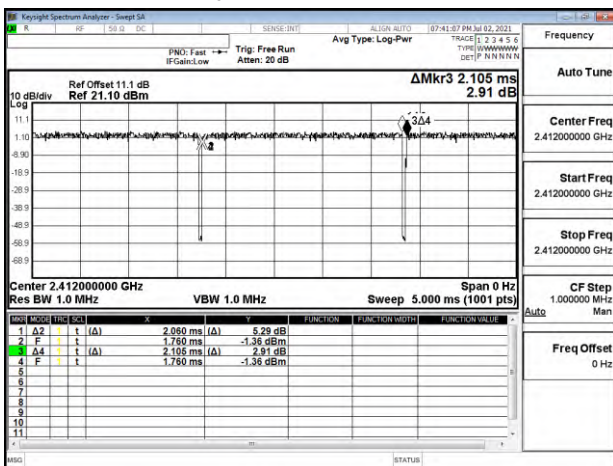 Keysight Spectrum Analyzer - Swept SA
R RF 50 Ω DC SENSE:INT ALIGN AUTO 07:41:07 PM Jul 02, 2021
PNO: Fast Trig: Free Run Avg Type: Log-Pwr TRACE 1 2 3 4 5 6
IFGain:Low Atten: 20 dB TYPE WWWWWW
DET P N N N N N
Ref Offset 11.1 dB ΔMkr3 2.105 ms
10 dB/div Ref 21.10 dBm 2.91 dB
Log
11.1
3Δ4
1.10
-8.90
-18.9
-28.9
-38.9
-48.9
-58.9
-68.9
Center 2.412000000 GHz Span 0 Hz
Res BW 1.0 MHz VBW 1.0 MHz Sweep 5.000 ms (1001 pts)
MKR MODE TRC SCL X Y FUNCTION FUNCTION WIDTH FUNCTION VALUE
1 Δ2 1 t (Δ) 2.060 ms (Δ) 5.29 dB
2 F 1 t 1.760 ms -1.36 dBm
3 Δ4 1 t (Δ) 2.105 ms (Δ) 2.91 dB
4 F 1 t 1.760 ms -1.36 dBm
5
6
7
8
9
10
11
MSG STATUS
Frequency
Auto Tune
Center Freq
2.412000000 GHz
Start Freq
2.412000000 GHz
Stop Freq
2.412000000 GHz
CF Step
1.000000 MHz
Auto Man
Freq Offset
0 Hz